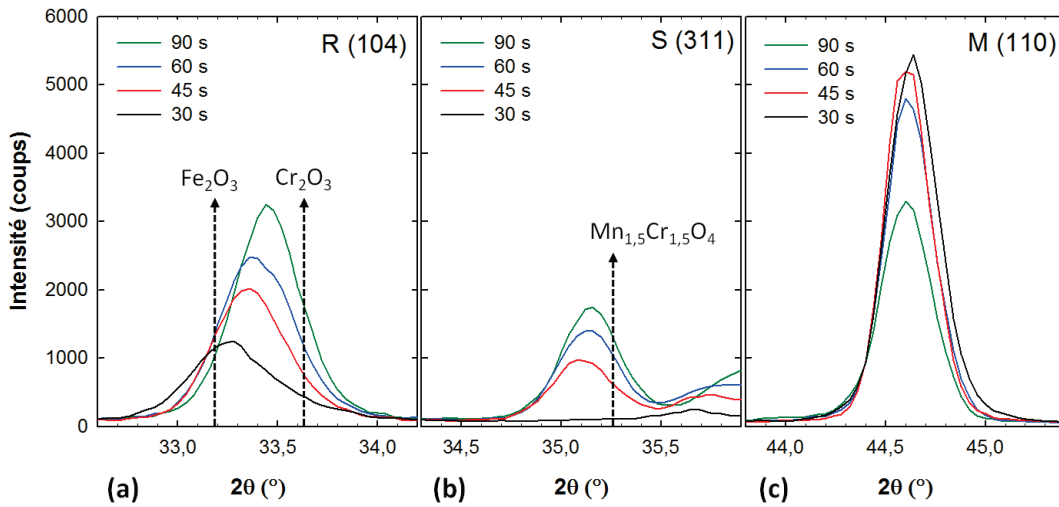 Intensité (coups)
6000
5000
4000
3000
2000
1000
0
R (104)
90 s
60 s
45 s
30 s
Fe₂O₃
Cr₂O₃
33,0
33,5
34,0
(a)
2θ (°)
S (311)
90 s
60 s
45 s
30 s
Mn₁,₅Cr₁,₅O₄
34,5
35,0
35,5
(b)
2θ (°)
M (110)
90 s
60 s
45 s
30 s
44,0
44,5
45,0
(c)
2θ (°)